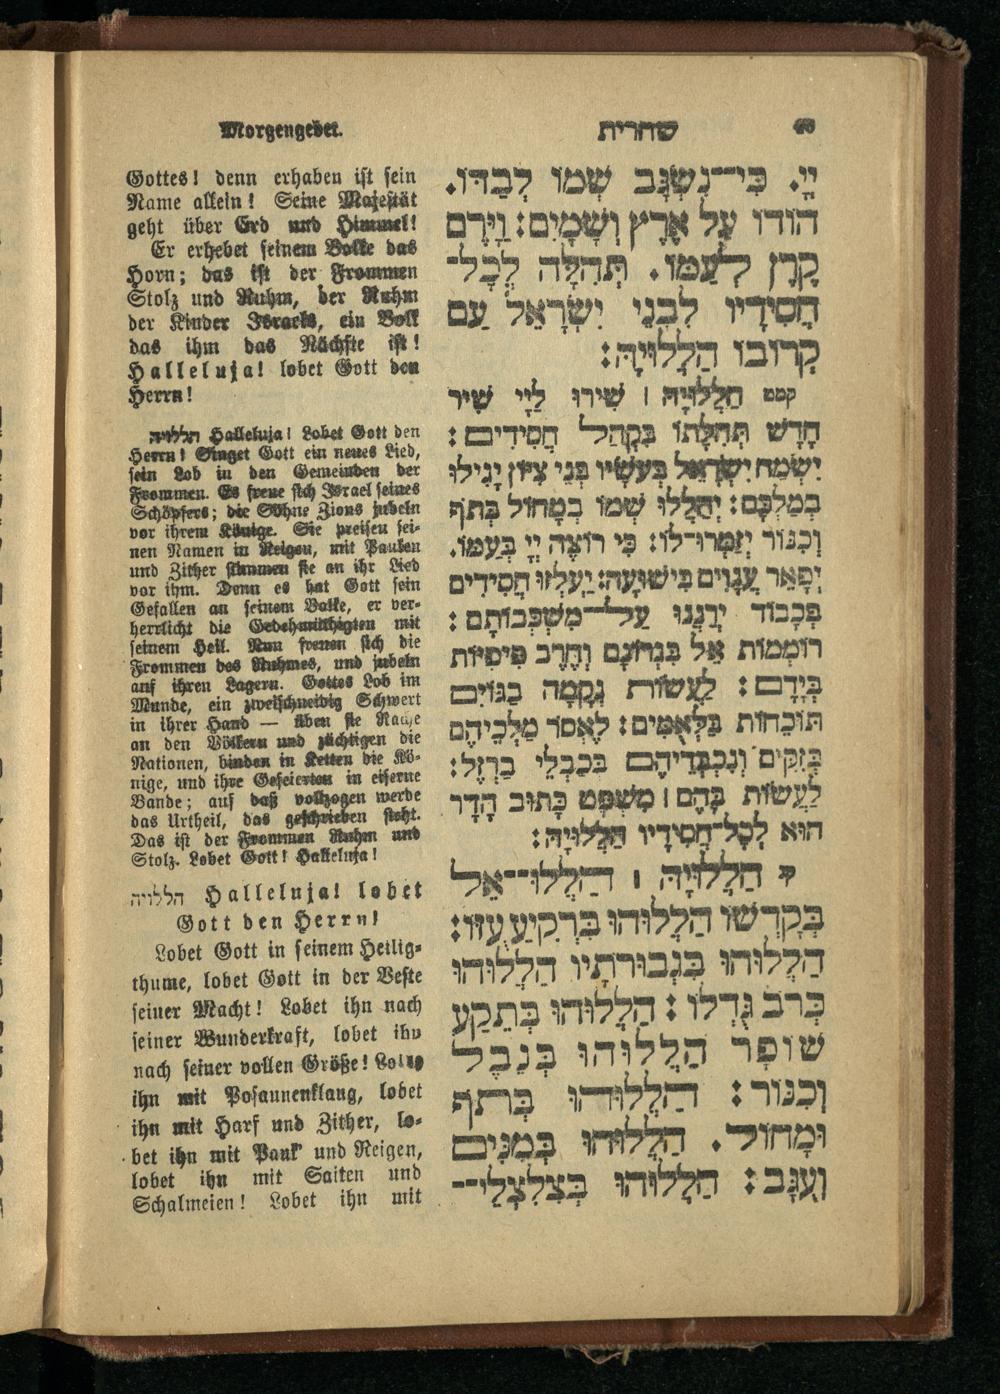 Morgengebet.
שחרית
Gottes! denn erhaben ist sein
Name allein! Seine Majestät
geht über Erd und Himmel!
Er erhebet seinem Volke das
Horn; das ist der Frommen
Stolz und Ruhm, der Ruhm
der Kinder Israels, ein Volk
das ihm das Nächste ist!
Halleluja! lobet Gott den
Herrn!
הללויה Halleluja! Lobet Gott den
Herrn! Singet Gott ein neues Lied,
sein Lob in den Gemeinden der
Frommen. Es freue sich Israel seines
Schöpfers; die Söhne Zions jubeln
vor ihrem Könige. Sie preisen sei-
nen Namen in Reigen, mit Pauken
und Zither stimmen sie an ihr Lied
vor ihm. Denn es hat Gott sein
Gefallen an seinem Volke, er ver-
herrlicht die Gedehmüthigten mit
seinem Heil. Nun freuen sich die
Frommen des Ruhmes, und jubeln
auf ihren Lagern. Gottes Lob im
Munde, ein zweischneidig Schwert
in ihrer Hand — üben sie Rache
an den Völkern und züchtigen die
Nationen, binden in Ketten die Kö-
nige, und ihre Gefeierten in eiserne
Bande; auf daß vollzogen werde
das Urtheil, das geschrieben steht.
Das ist der Frommen Ruhm und
Stolz. Lobet Gott! Halleluja!
הללויה Halleluja! lobet
Gott den Herrn!
Lobet Gott in seinem Heilig-
thume, lobet Gott in der Veste
seiner Macht! Lobet ihn nach
seiner Wunderkraft, lobet ihn
nach seiner vollen Größe! Lobet
ihn mit Posaunenklang, lobet
ihn mit Harf und Zither, lo-
bet ihn mit Pauk' und Reigen,
lobet ihn mit Saiten und
Schalmeien! Lobet ihn mit
יְיָ. כִּי־נִשְׂגָּב שְׁמוֹ לְבַדּוֹ.
הוֹדוֹ עַל אֶרֶץ וְשָׁמָיִם: וַיָּרֶם
קֶרֶן לְעַמּוֹ. תְּהִלָּה לְכָל־
חֲסִידָיו לִבְנֵי יִשְׂרָאֵל עַם
קְרוֹבוֹ הַלְלוּיָהּ:
קמט הַלְלוּיָהּ ׀ שִׁירוּ לַיְיָ שִׁיר
חָדָשׁ תְּהִלָּתוֹ בִּקְהַל חֲסִידִים:
יִשְׂמַח יִשְׂרָאֵל בְּעֹשָׂיו בְּנֵי צִיּוֹן יָגִילוּ
בְמַלְכָּם: יְהַלְלוּ שְׁמוֹ בְמָחוֹל בְּתֹף
וְכִנּוֹר יְזַמְּרוּ־לוֹ: כִּי רוֹצֶה יְיָ בְּעַמּוֹ.
יְפָאֵר עֲנָוִים בִּישׁוּעָה: יַעְלְזוּ חֲסִידִים
בְּכָבוֹד יְרַנְּנוּ עַל־מִשְׁכְּבוֹתָם:
רוֹמְמוֹת אֵל בִּגְרוֹנָם וְחֶרֶב פִּיפִיּוֹת
בְּיָדָם: לַעֲשׂוֹת נְקָמָה בַגּוֹיִם
תּוֹכֵחוֹת בַּלְאֻמִּים: לֶאְסֹר מַלְכֵיהֶם
בְּזִקִּים וְנִכְבְּדֵיהֶם בְּכַבְלֵי בַרְזֶל:
לַעֲשׂוֹת בָּהֶם ׀ מִשְׁפָּט כָּתוּב הָדָר
הוּא לְכָל־חֲסִידָיו הַלְלוּיָהּ:
קנ הַלְלוּיָהּ ׀ הַלְלוּ־אֵל
בְּקָדְשׁוֹ הַלְלוּהוּ בִּרְקִיעַ עֻזּוֹ:
הַלְלוּהוּ בִּגְבוּרֹתָיו הַלְלוּהוּ
כְּרֹב גֻּדְלוֹ: הַלְלוּהוּ בְּתֵקַע
שׁוֹפָר הַלְלוּהוּ בְּנֵבֶל
וְכִנּוֹר: הַלְלוּהוּ בְּתֹף
וּמָחוֹל. הַלְלוּהוּ בְּמִנִּים
וְעֻגָב: הַלְלוּהוּ בְצִלְצְלֵי־